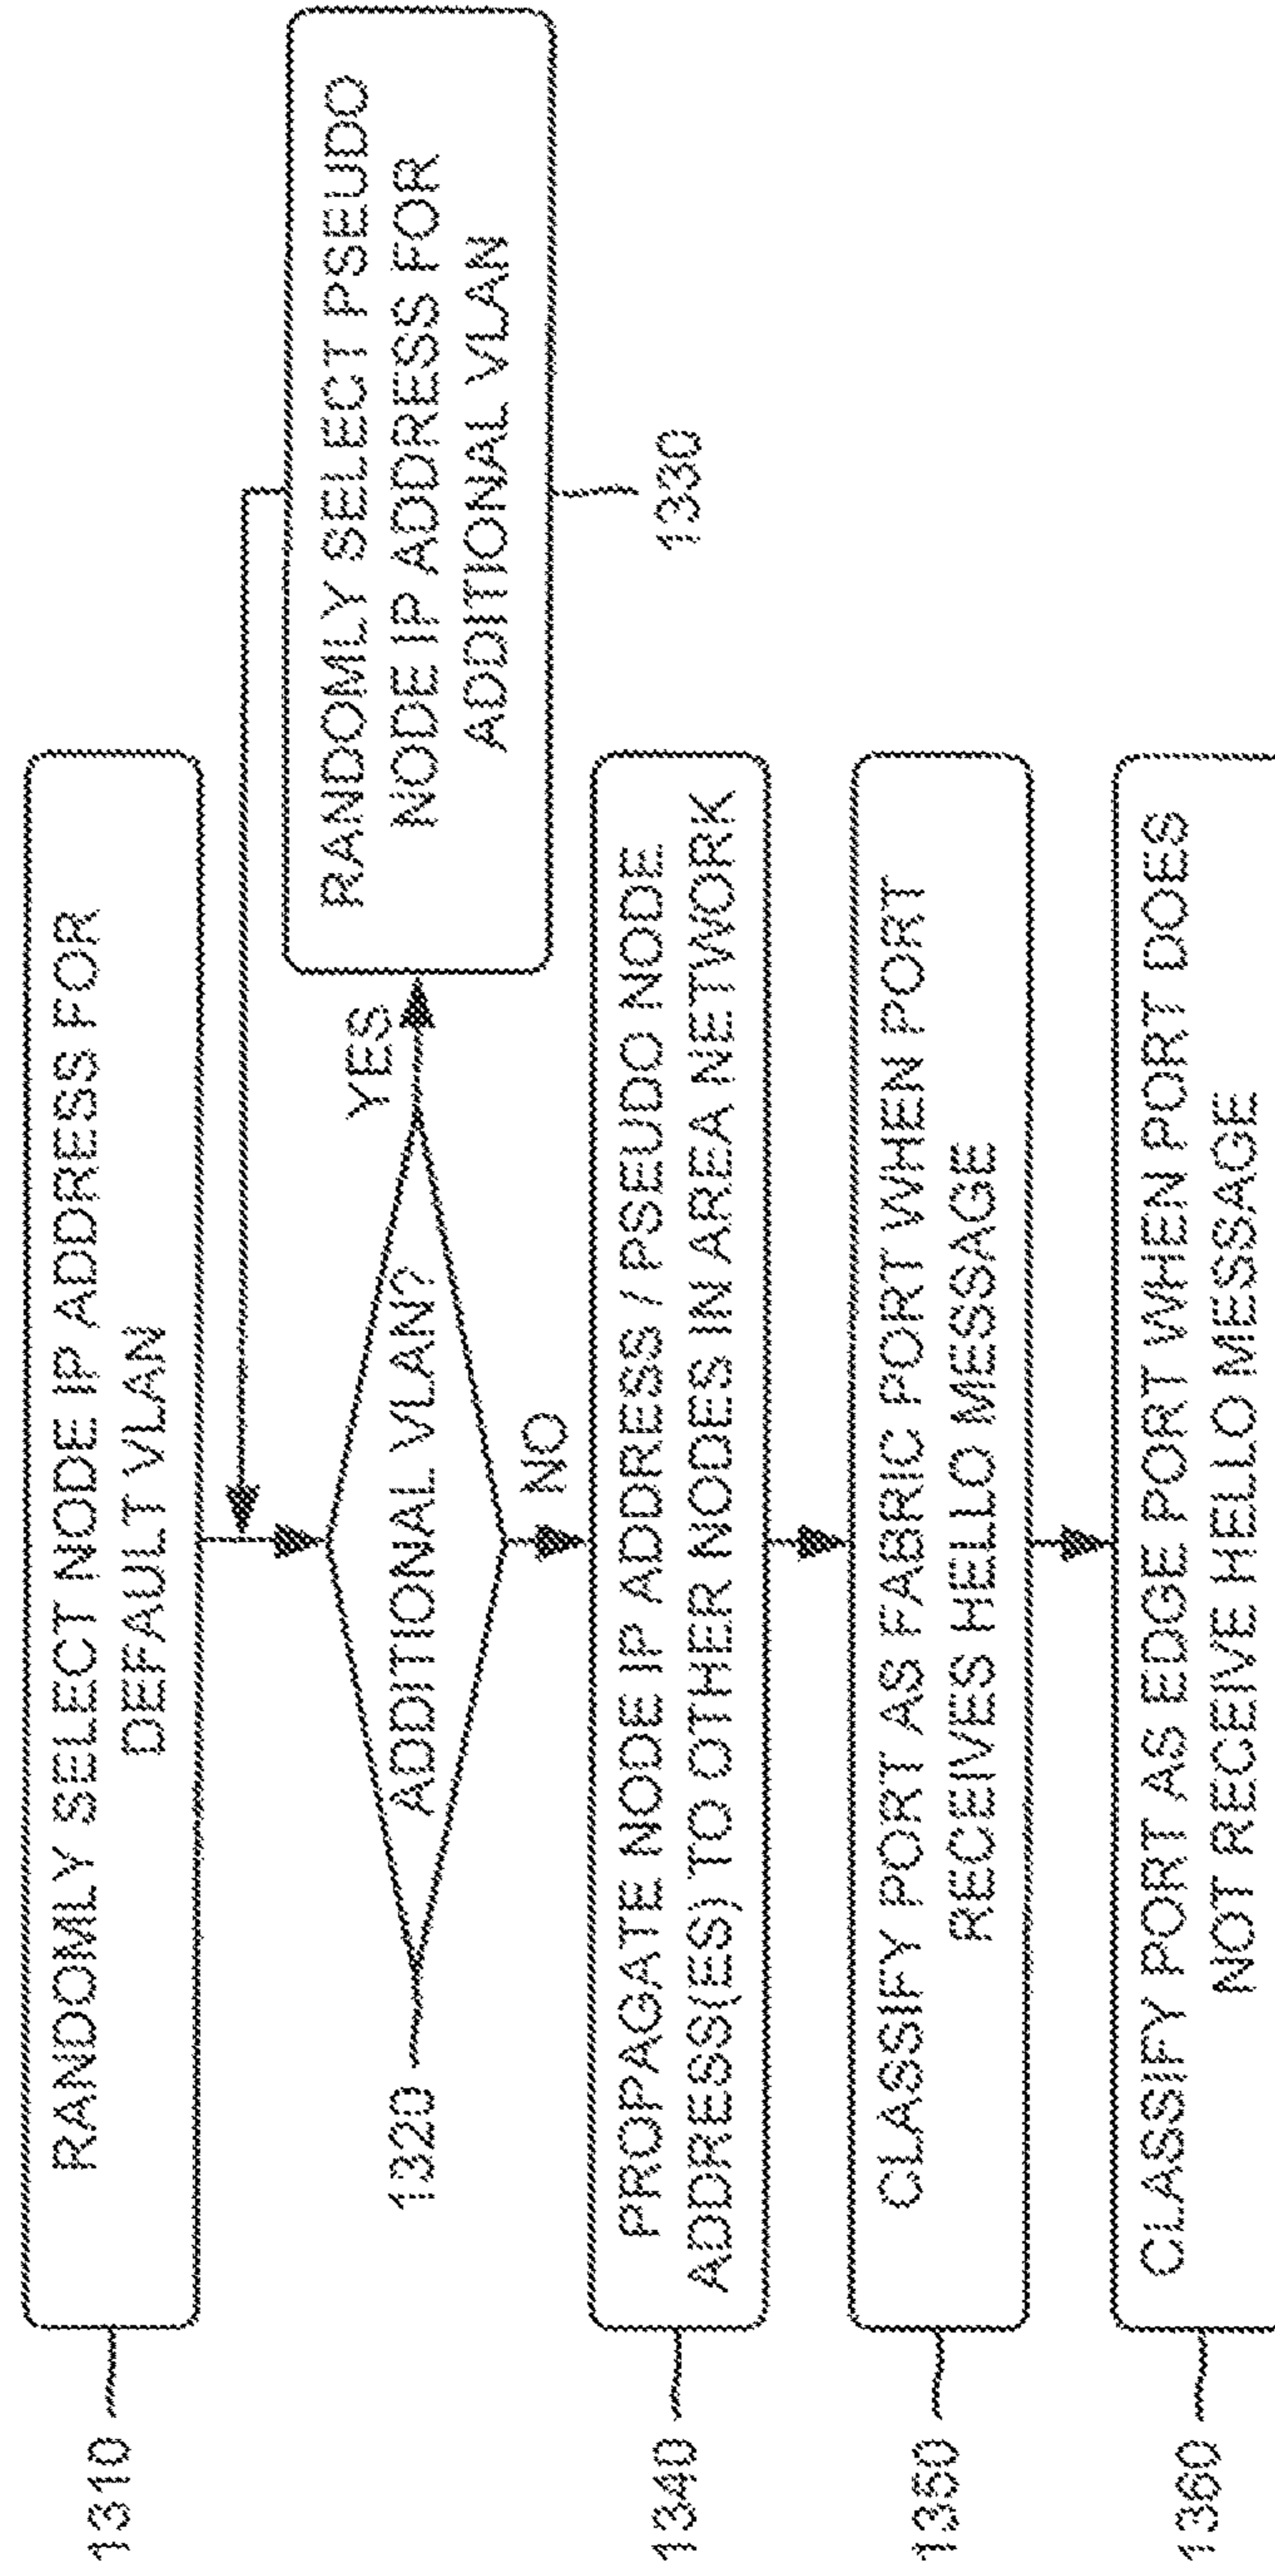 1310
RANDOMLY SELECT NODE IP ADDRESS FOR
DEFAULT VLAN
1320
ADDITIONAL VLAN?
YES
RANDOMLY SELECT PSEUDO
NODE IP ADDRESS FOR
ADDITIONAL VLAN
1330
NO
1340
PROPAGATE NODE IP ADDRESS / PSEUDO NODE
ADDRESS(ES) TO OTHER NODES IN AREA NETWORK
1350
CLASSIFY PORT AS FABRIC PORT WHEN PORT
RECEIVES HELLO MESSAGE
1360
CLASSIFY PORT AS EDGE PORT WHEN PORT DOES
NOT RECEIVE HELLO MESSAGE